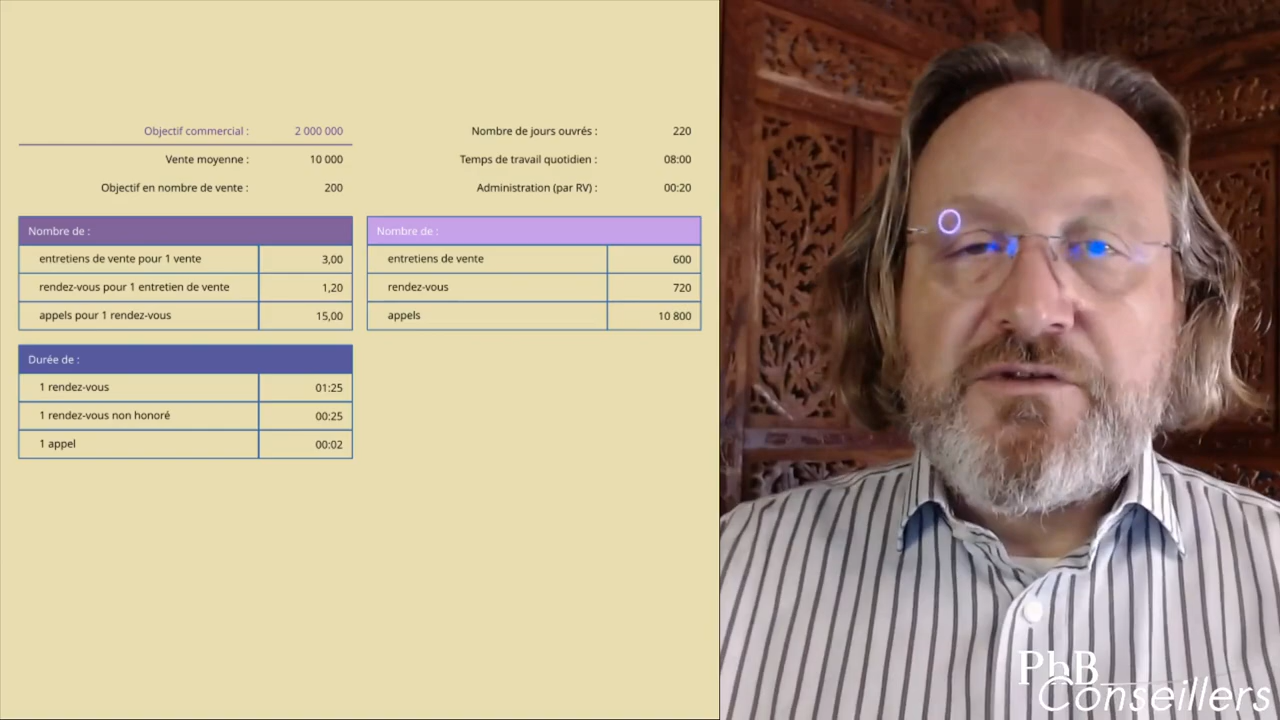 Objectif commercial : 2 000 000
Vente moyenne : 10 000
Objectif en nombre de vente : 200
Nombre de jours ouvrés : 220
Temps de travail quotidien : 08:00
Administration (par RV) : 00:20
Nombre de :
entretiens de vente pour 1 vente 3,00
rendez-vous pour 1 entretien de vente 1,20
appels pour 1 rendez-vous 15,00
Nombre de :
entretiens de vente 600
rendez-vous 720
appels 10 800
Durée de :
1 rendez-vous 01:25
1 rendez-vous non honoré 00:25
1 appel 00:02
PhB
Conseillers